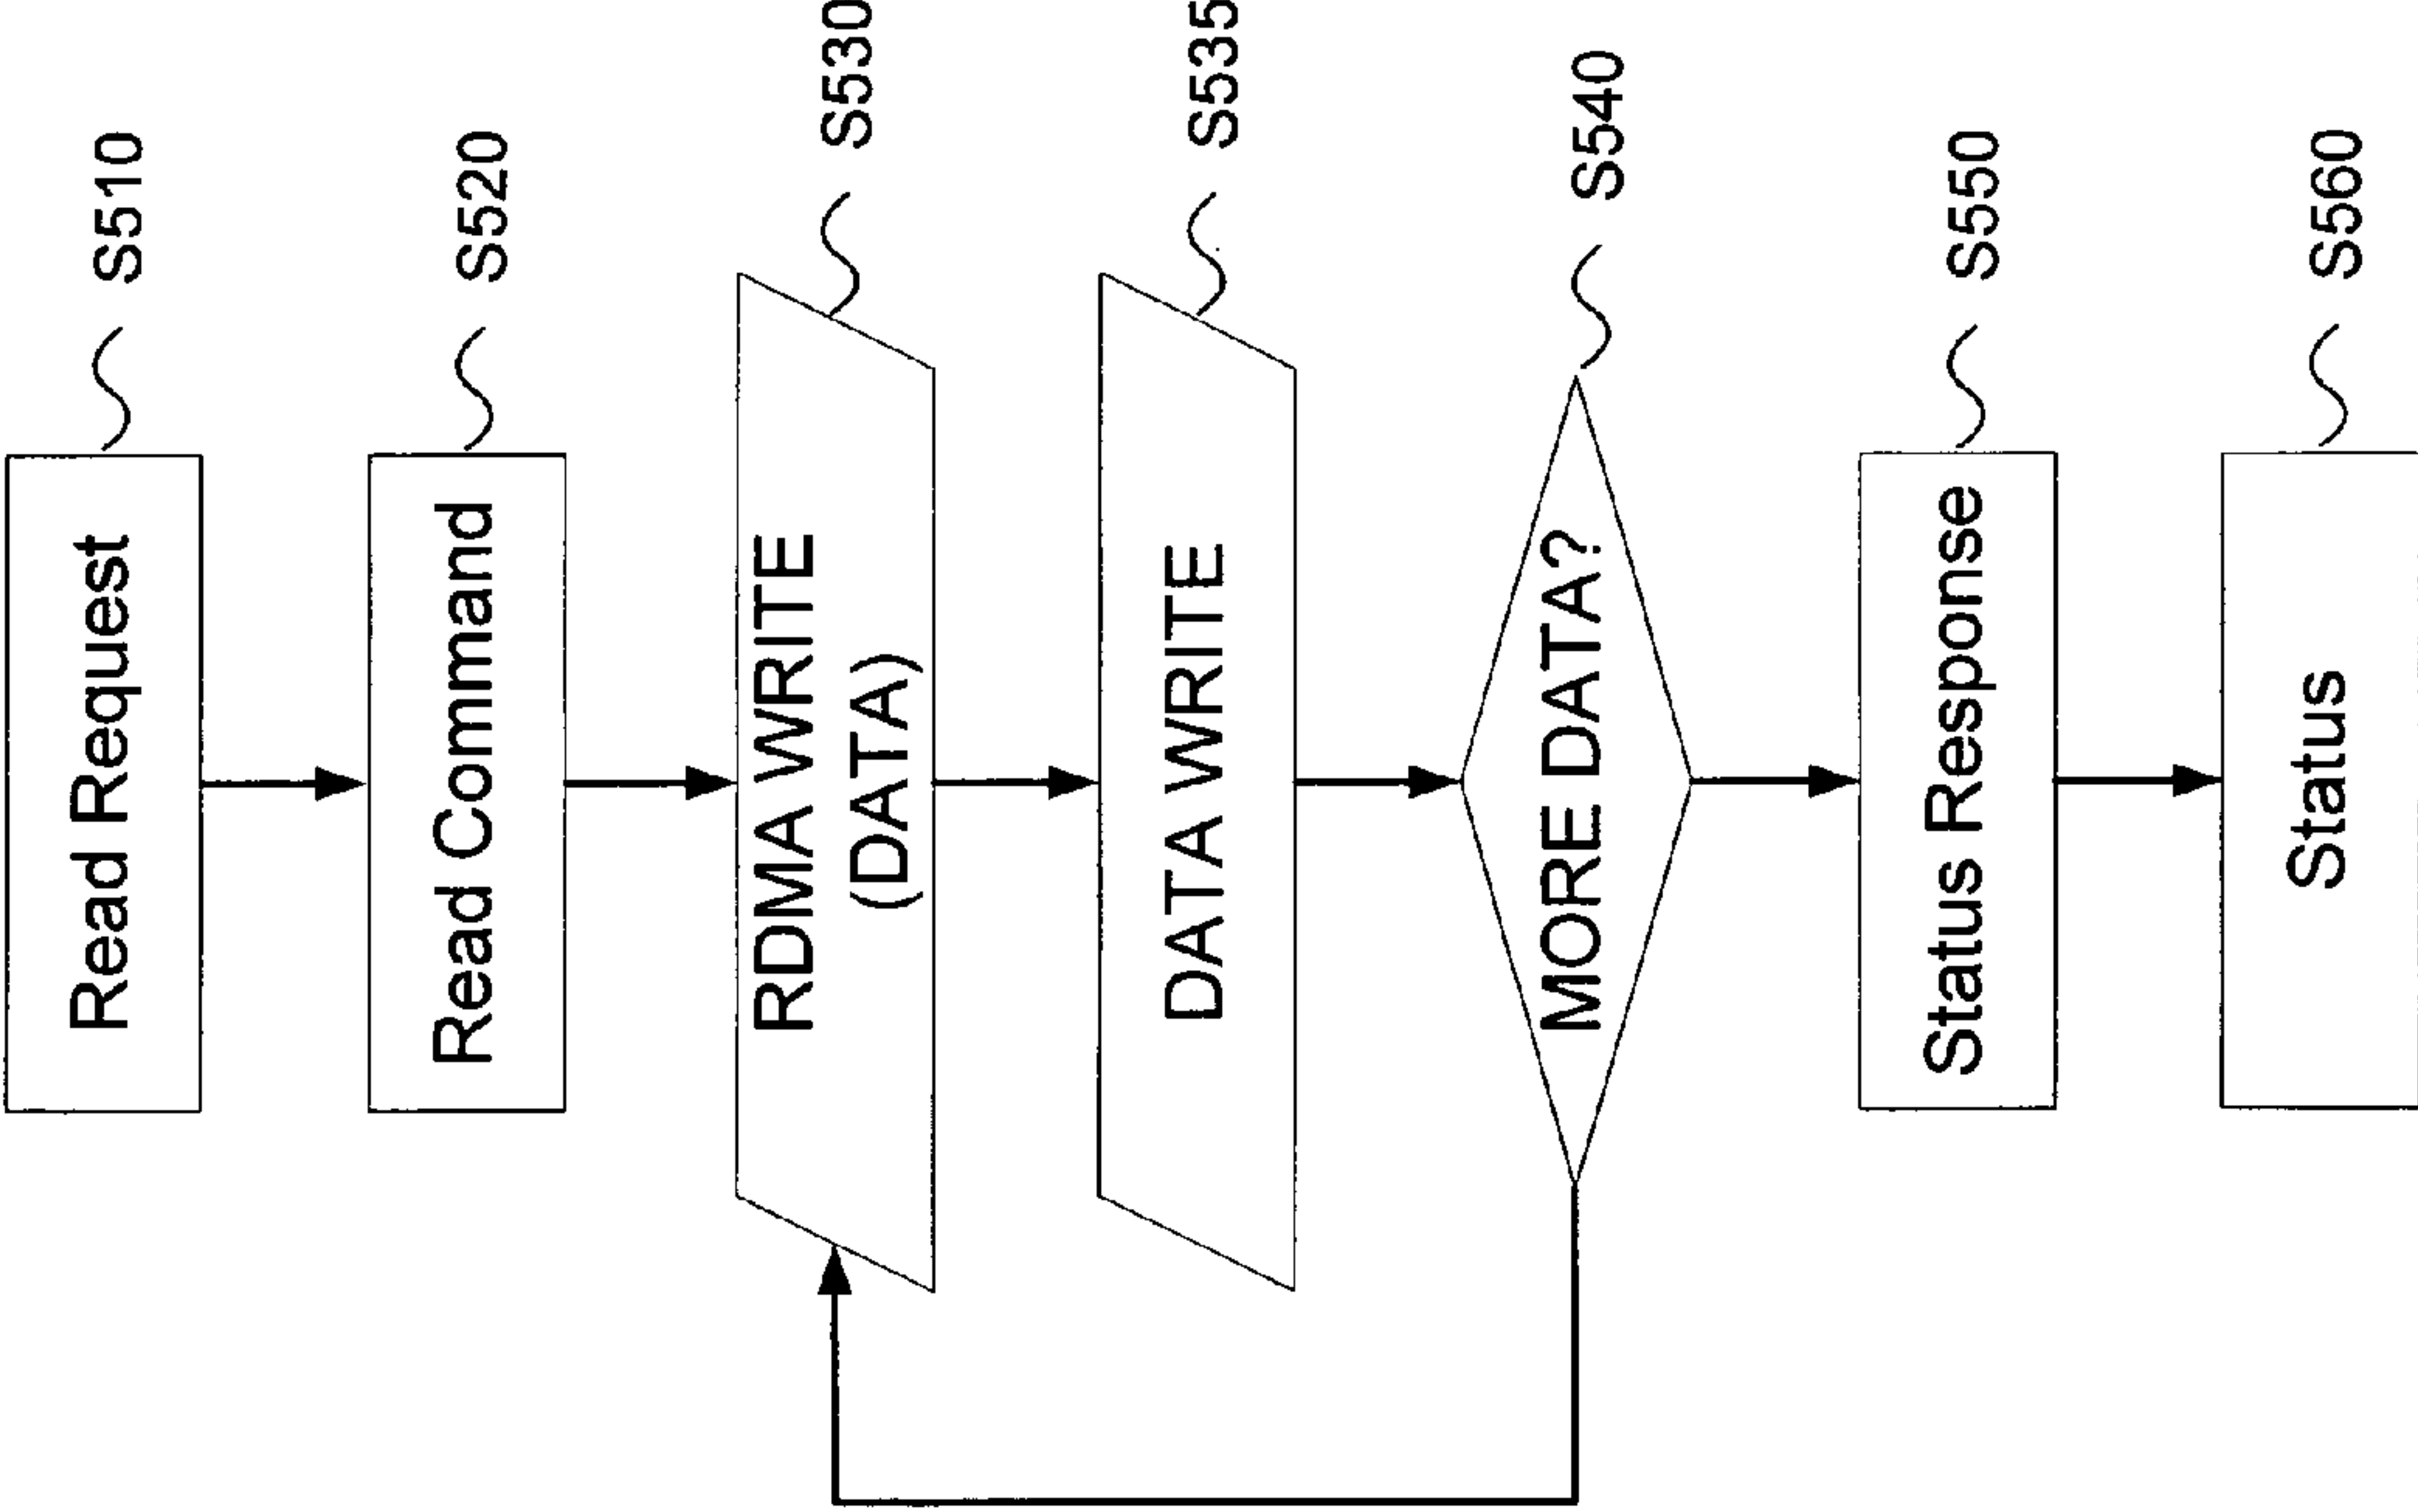 Read Request
S510
Read Command
S520
RDMA WRITE
(DATA)
S530
DATA WRITE
S535
MORE DATA?
S540
Status Response
S550
Status
S560